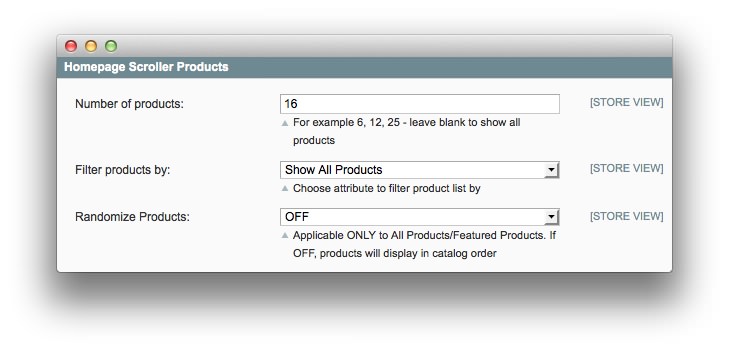 Homepage Scroller Products
Number of products:
16
[STORE VIEW]
For example 6, 12, 25 - leave blank to show all
products
Filter products by:
Show All Products
[STORE VIEW]
Choose attribute to filter product list by
Randomize Products:
OFF
[STORE VIEW]
Applicable ONLY to All Products/Featured Products. If
OFF, products will display in catalog order